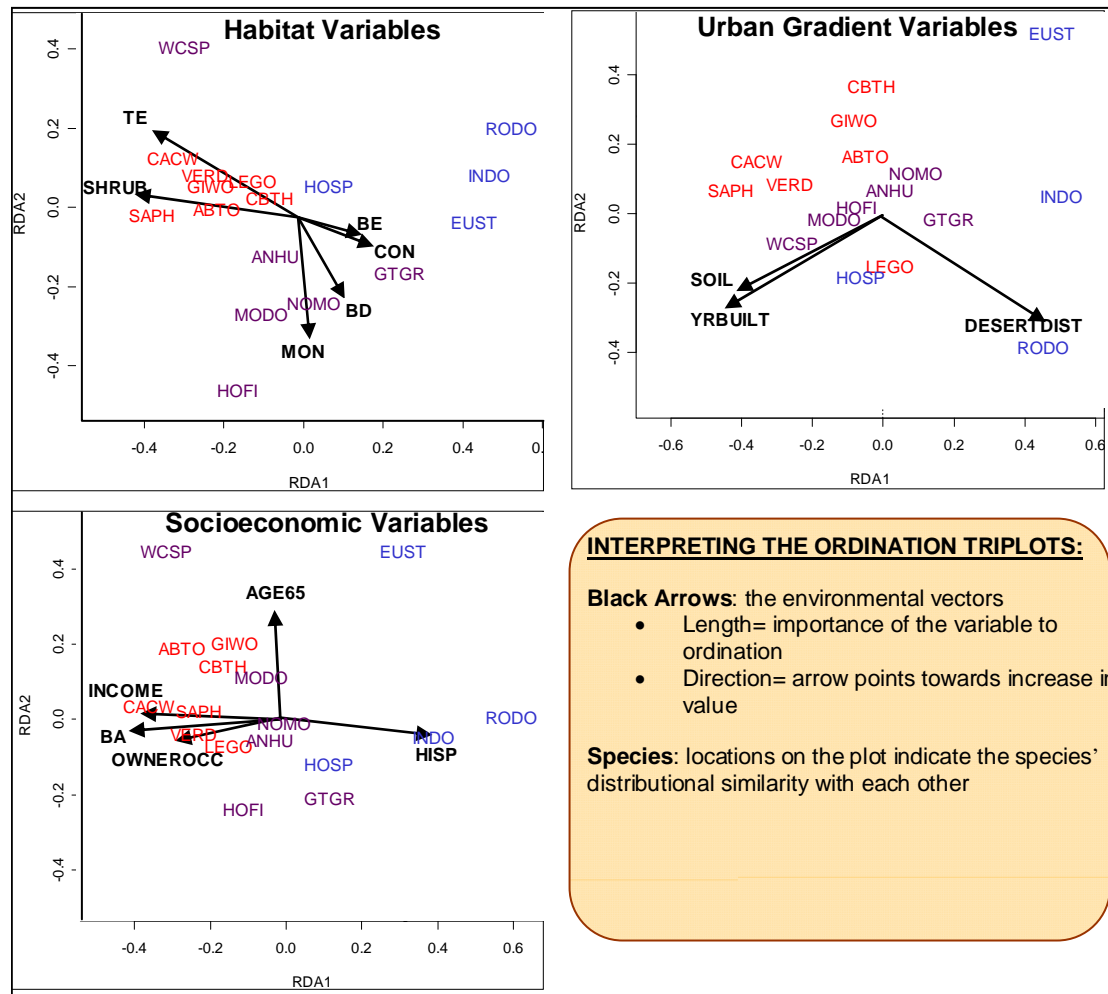 Habitat Variables
WCSP
TE
RODO
CACW
VERD
LEGO
INDO
SHRUB
GIWO
HOSP
CBTH
SAPH
ABTO
EUST
BE
CON
ANHU
GTGR
NOMO
BD
MODO
MON
HOFI
RDA2
0.4
0.2
0.0
-0.2
-0.4
-0.4
-0.2
0.0
0.2
0.4
0.
RDA1
Urban Gradient Variables
EUST
CBTH
GIWO
CACW
ABTO
NOMO
SAPH
VERD
ANHU
INDO
HOFI
MODO
TGR
WCSP
LEGO
SOIL
HOSP
YRBUILT
DESERTDIST
RODO
RDA2
0.4
0.2
0.0
-0.2
-0.4
-0.6
-0.4
-0.2
0.0
0.2
0.4
0.6
RDA1
Socioeconomic Variables
WCSP
EUST
AGE65
ABTO
GIWO
CBTH
MODO
INCOME
CACW
SAPH
RODO
NOMO
BA
VERD
ANHU
INDO
LEGO
OWNEROCC
HISP
HOSP
GTGR
HOFI
RDA2
0.4
0.2
0.0
-0.2
-0.4
-0.4
-0.2
0.0
0.2
0.4
0.6
RDA1
INTERPRETING THE ORDINATION TRIPLOTS:
Black Arrows: the environmental vectors
• Length= importance of the variable to
ordination
• Direction= arrow points towards increase in
value
Species: locations on the plot indicate the species’
distributional similarity with each other